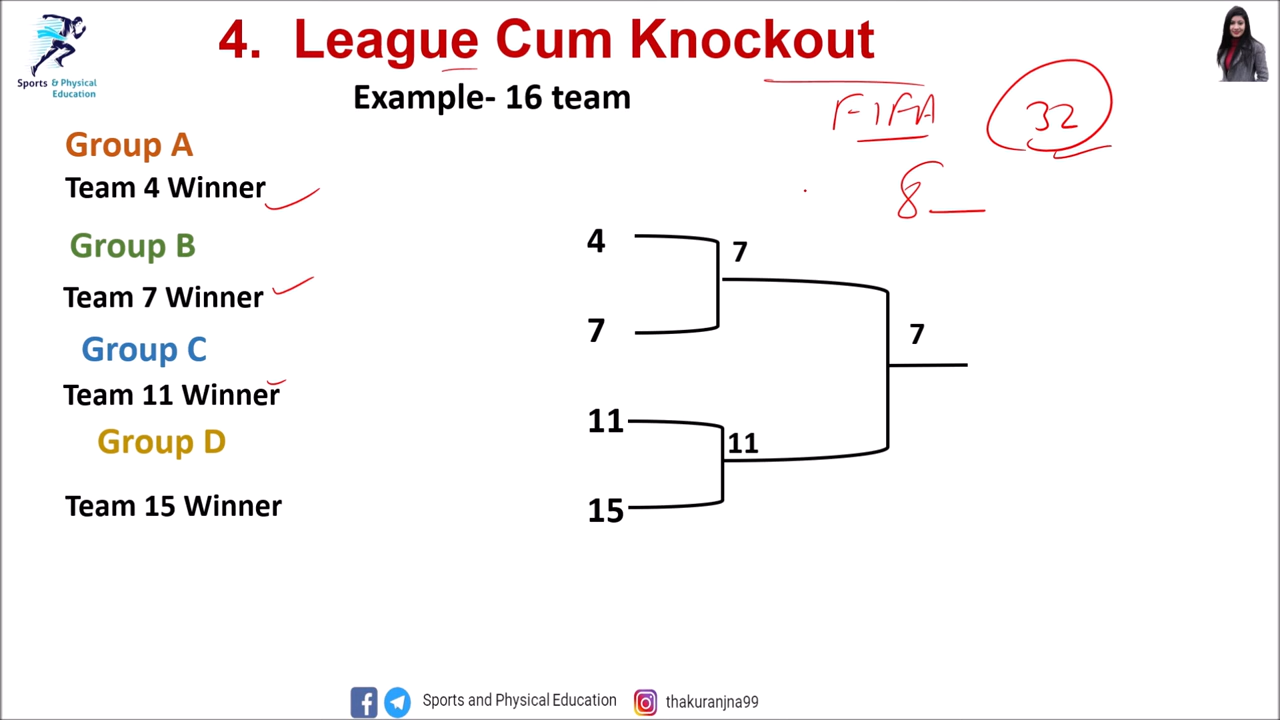 4. League Cum Knockout
Sports & Physical
Education
Example- 16 team
FIFA
32
Group A
Team 4 Winner
8
Group B
Team 7 Winner
Group C
Team 11 Winner
Group D
Team 15 Winner
4
7
7
7
11
11
15
Sports and Physical Education
thakuranjna99